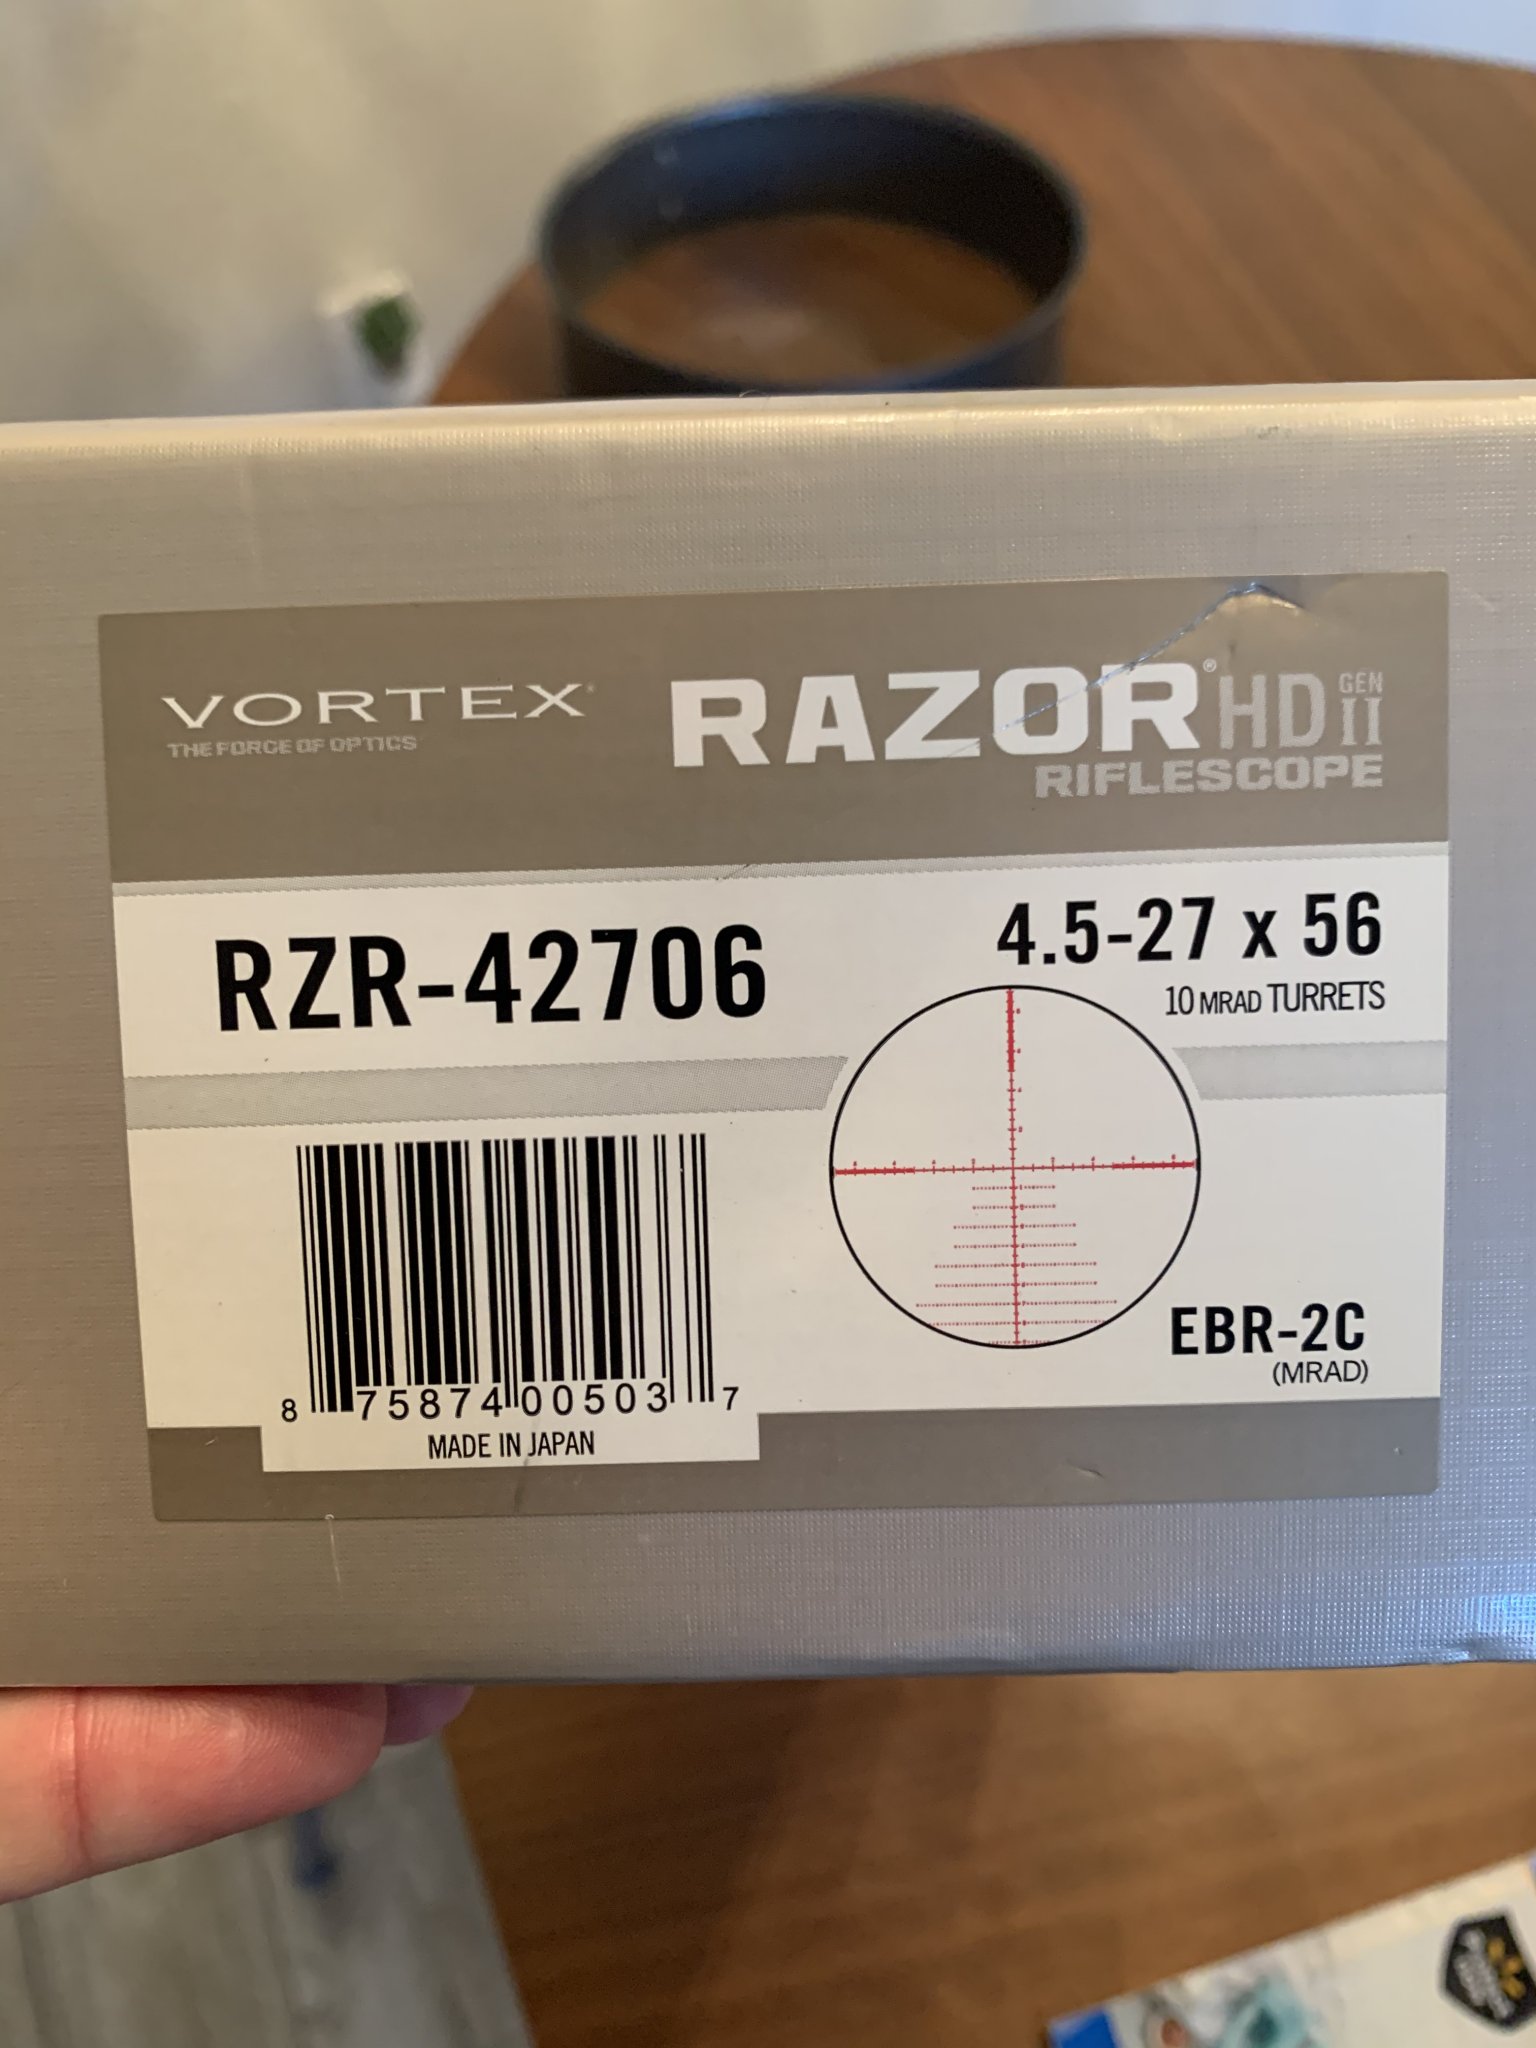 VORTEX®
THE FORCE OF OPTICS
RAZOR® HD GEN II
RIFLESCOPE
RZR-42706
4.5-27 x 56
10 MRAD TURRETS
8 75874 00503 7
MADE IN JAPAN
EBR-2C
(MRAD)